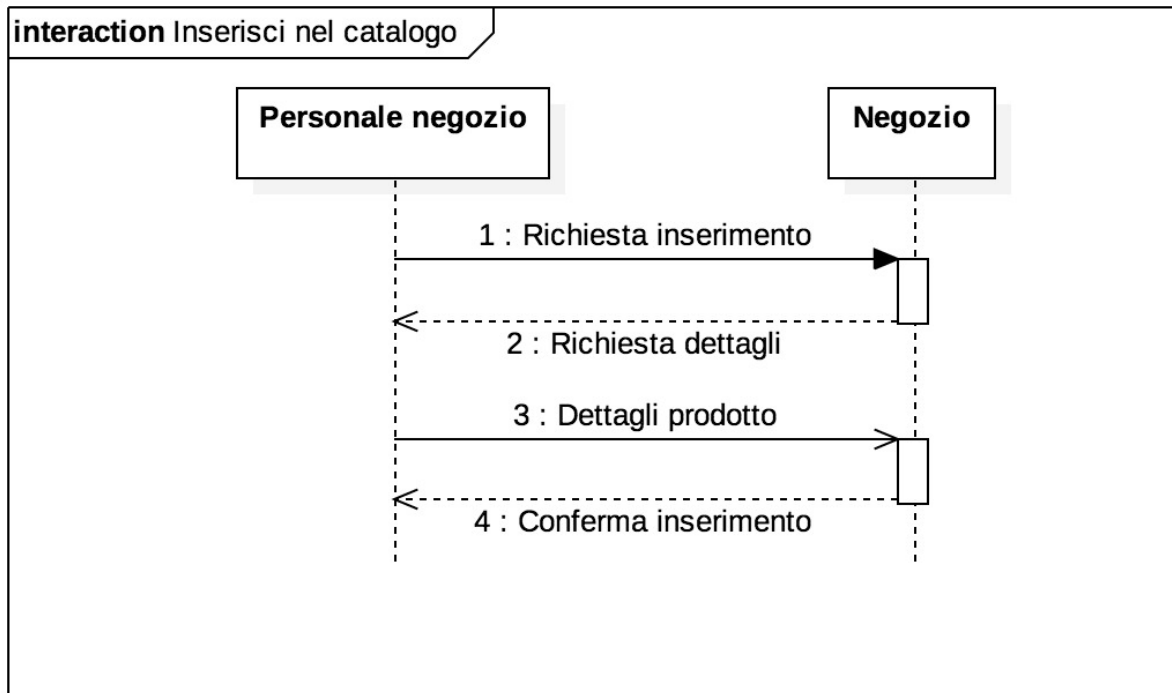 interaction Inserisci nel catalogo
Personale negozio
Negozio
1 : Richiesta inserimento
2 : Richiesta dettagli
3 : Dettagli prodotto
4 : Conferma inserimento